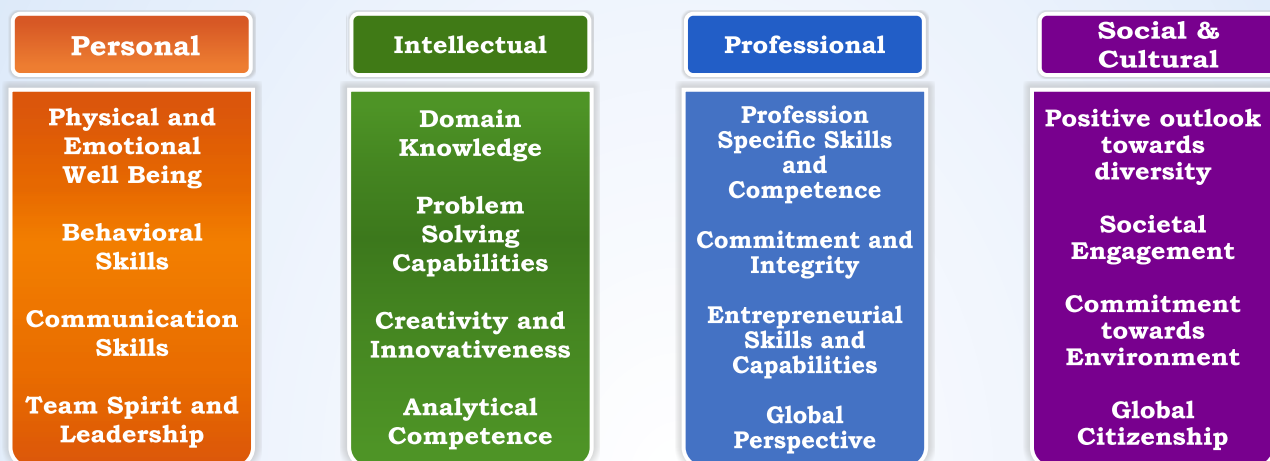 Personal
Physical and
Emotional
Well Being
Behavioral
Skills
Communication
Skills
Team Spirit and
Leadership
Intellectual
Domain
Knowledge
Problem
Solving
Capabilities
Creativity and
Innovativeness
Analytical
Competence
Professional
Profession
Specific Skills
and
Competence
Commitment and
Integrity
Entrepreneurial
Skills and
Capabilities
Global
Perspective
Social &
Cultural
Positive outlook
towards
diversity
Societal
Engagement
Commitment
towards
Environment
Global
Citizenship